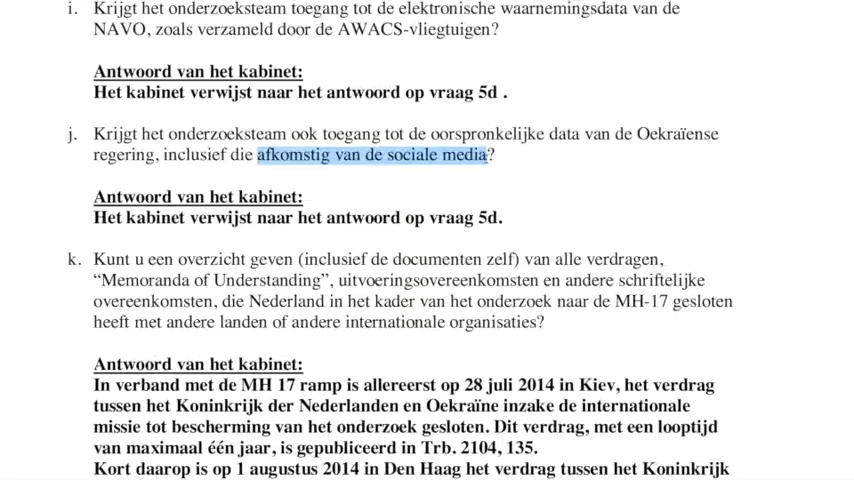 i. Krijgt het onderzoeksteam toegang tot de elektronische waarnemingsdata van de
NAVO, zoals verzameld door de AWACS-vliegtuigen?
Antwoord van het kabinet:
Het kabinet verwijst naar het antwoord op vraag 5d .
j. Krijgt het onderzoeksteam ook toegang tot de oorspronkelijke data van de Oekraïense
regering, inclusief die afkomstig van de sociale media?
Antwoord van het kabinet:
Het kabinet verwijst naar het antwoord op vraag 5d.
k. Kunt u een overzicht geven (inclusief de documenten zelf) van alle verdragen,
“Memoranda of Understanding”, uitvoeringsovereenkomsten en andere schriftelijke
overeenkomsten, die Nederland in het kader van het onderzoek naar de MH-17 gesloten
heeft met andere landen of andere internationale organisaties?
Antwoord van het kabinet:
In verband met de MH 17 ramp is allereerst op 28 juli 2014 in Kiev, het verdrag
tussen het Koninkrijk der Nederlanden en Oekraïne inzake de internationale
missie tot bescherming van het onderzoek gesloten. Dit verdrag, met een looptijd
van maximaal één jaar, is gepubliceerd in Trb. 2104, 135.
Kort daarop is op 1 augustus 2014 in Den Haag het verdrag tussen het Koninkrijk